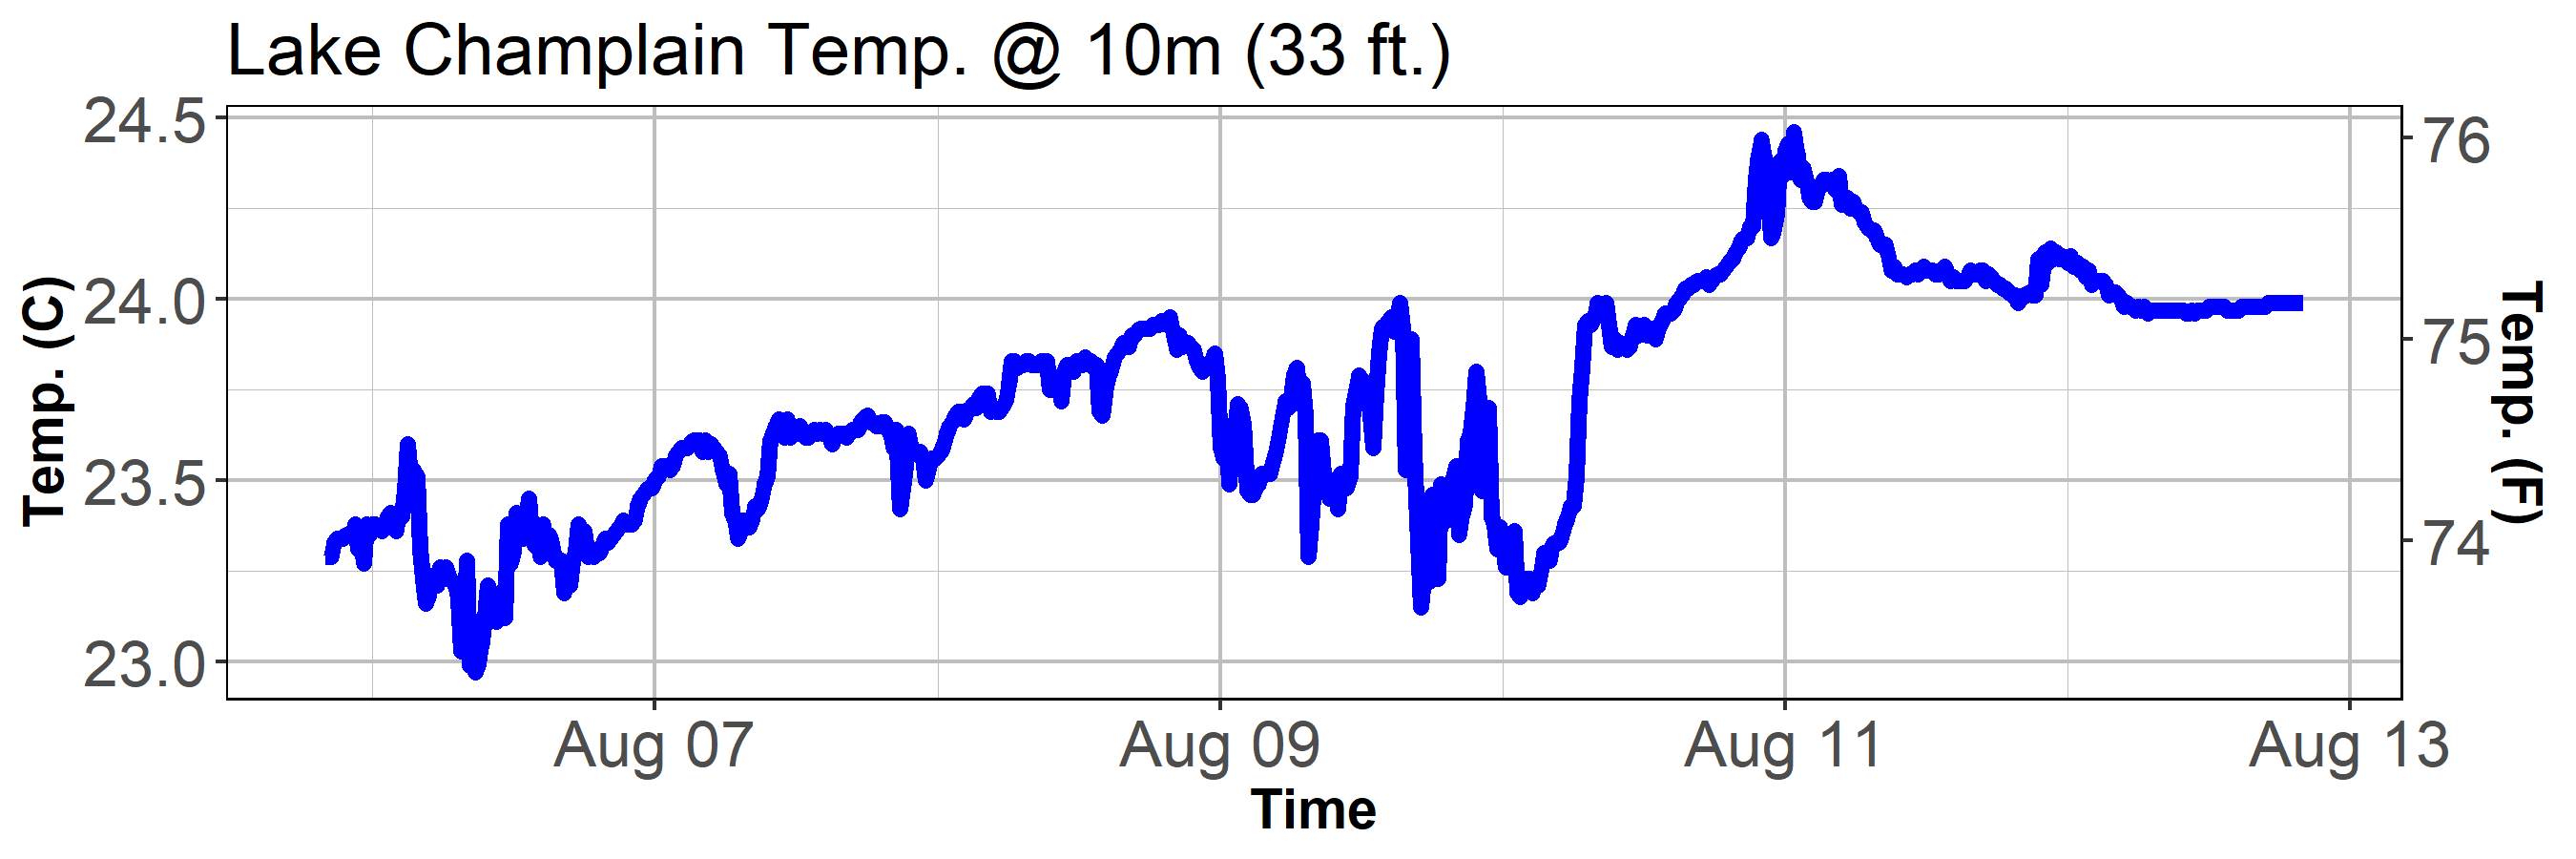 Lake Champlain Temp. @ 10m (33 ft.)
24.5
24.0
23.5
23.0
Temp. (C)
76
75
74
Temp. (F)
Aug 07 Aug 09 Aug 11 Aug 13
Time